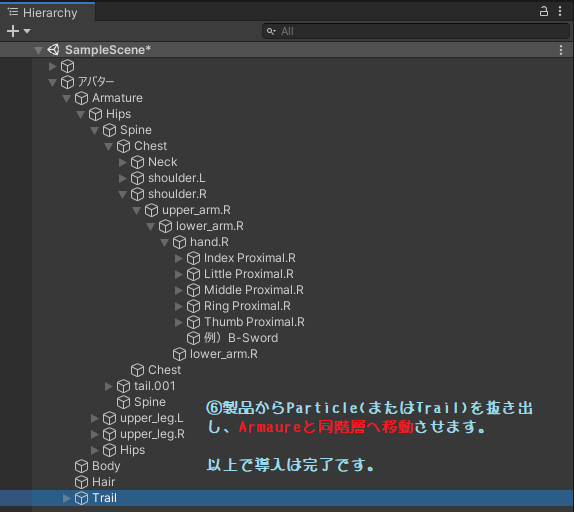 Hierarchy
All
SampleScene*
アバター
Armature
Hips
Spine
Chest
Neck
shoulder.L
shoulder.R
upper_arm.R
lower_arm.R
hand.R
Index Proximal.R
Little Proximal.R
Middle Proximal.R
Ring Proximal.R
Thumb Proximal.R
例）B-Sword
lower_arm.R
Chest
tail.001
Spine
upper_leg.L
upper_leg.R
Hips
Body
Hair
Trail
⑥製品からParticle(またはTrail)を抜き出
し、Armaureと同階層へ移動させます。
以上で導入は完了です。